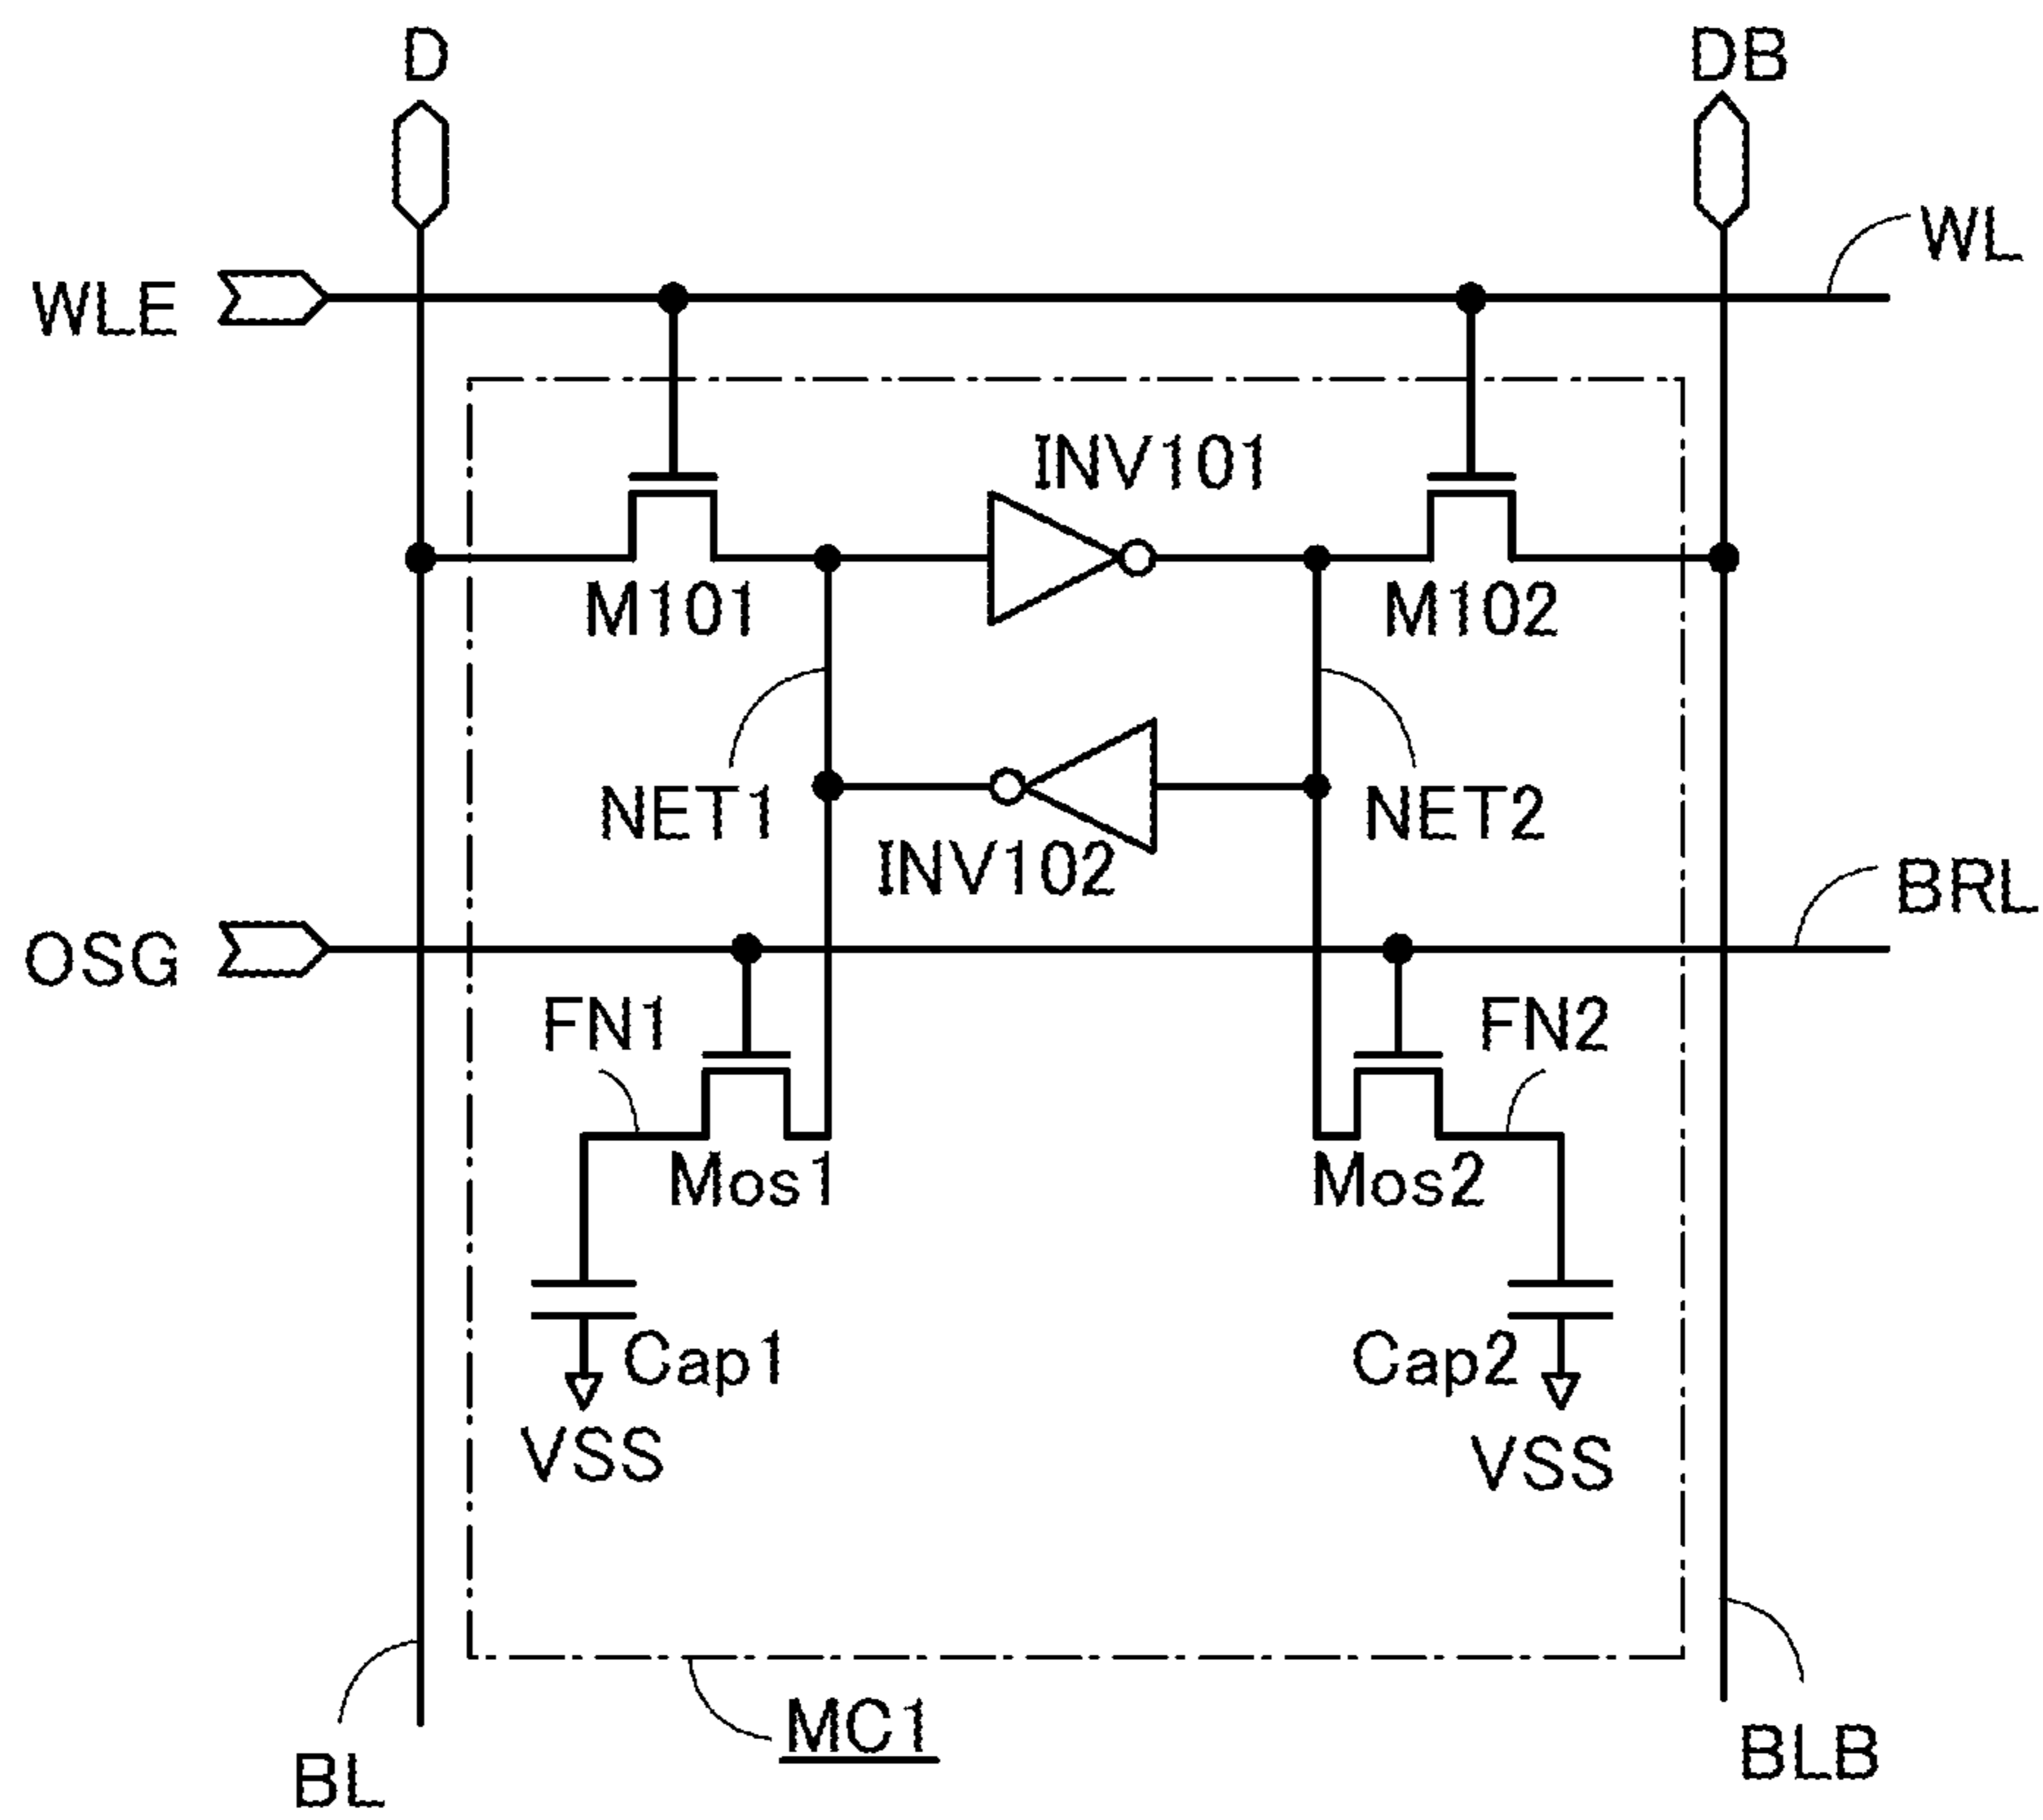 D
DB
WL
WLE
INV101
M101
M102
NET1
NET2
INV102
BRL
OSG
FN1
FN2
Mos1
Mos2
Cap1
Cap2
VSS
VSS
MC1
BL
BLB